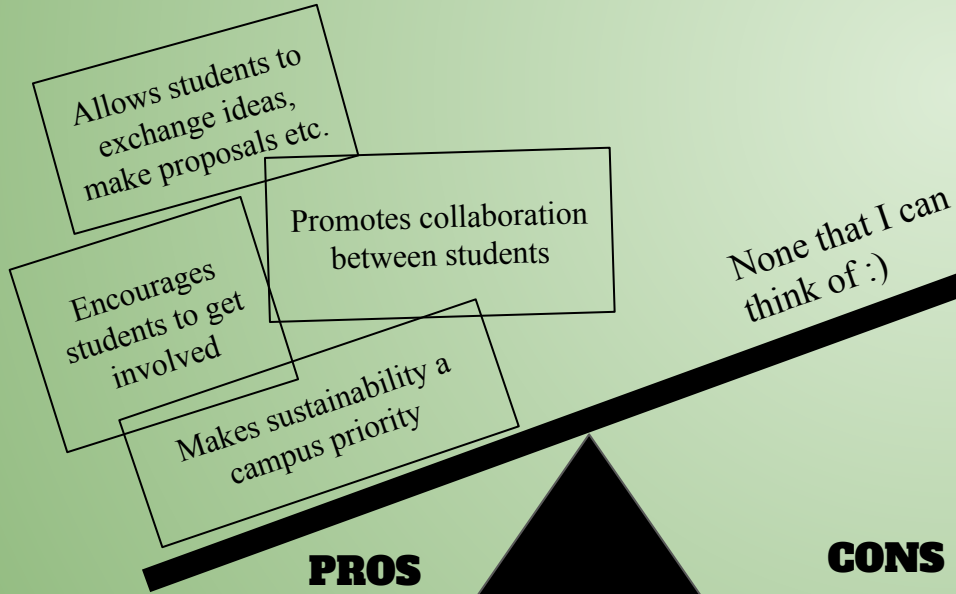 Allows students to
exchange ideas,
make proposals etc.
Promotes collaboration
between students
Encourages
students to get
involved
Makes sustainability a
campus priority
None that I can
think of :)
PROS
CONS